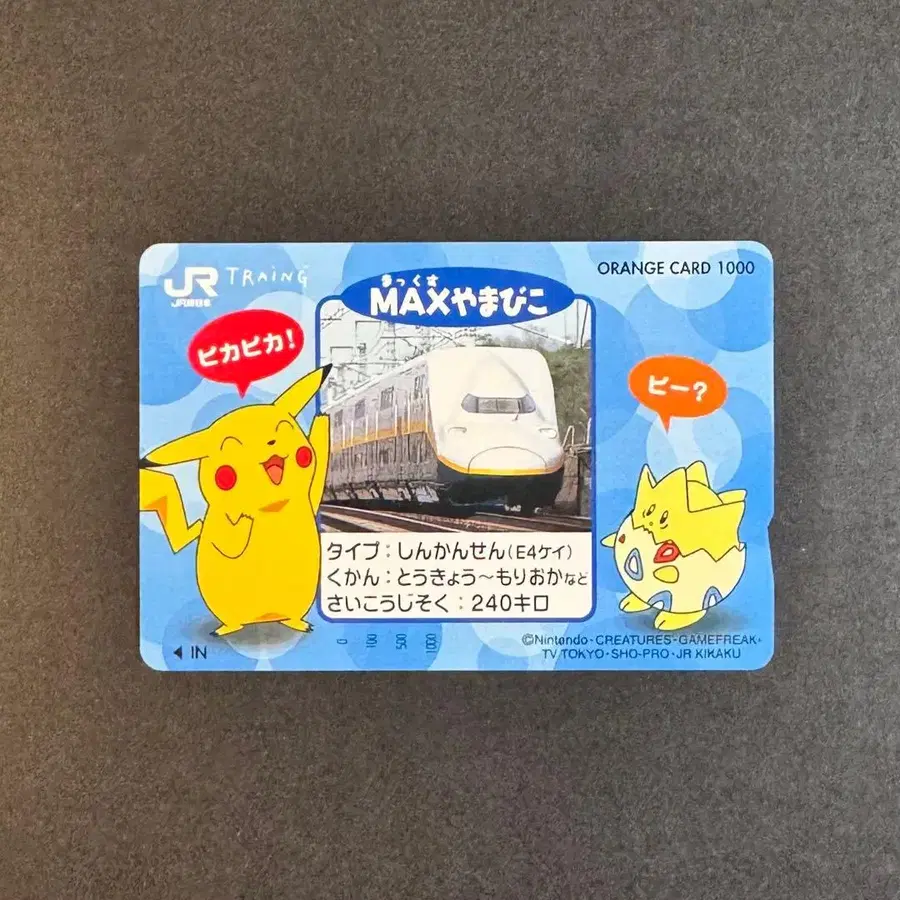 JR TRAiNG
JR東日本
ORANGE CARD 1000
まっくす
MAXやまびこ
ピカピカ!
ピー?
タイプ:しんかんせん(E4ケイ)
くかん:とうきょう～もりおかなど
さいこうじそく:240キロ
◀ IN
0 100 500 1000
©Nintendo・CREATURES・GAMEFREAK・
TV TOKYO・SHO-PRO・JR KIKAKU